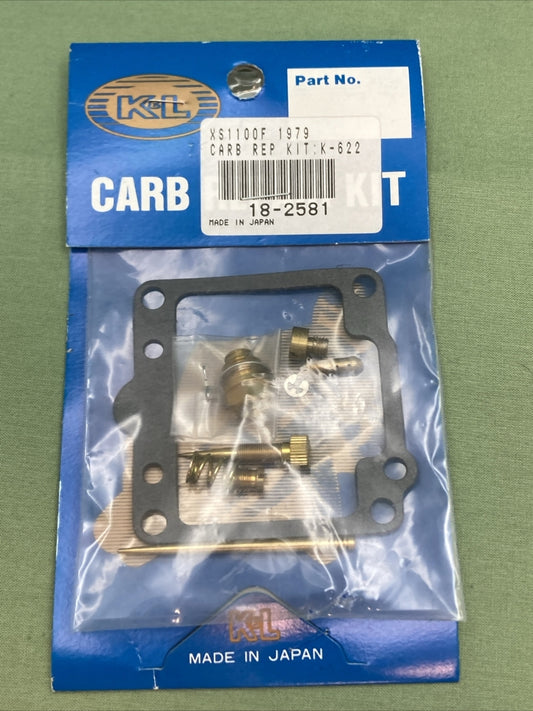 K&L
Part No.
XS1100F 1979
CARB REP KIT:K-622
18-2581
MADE IN JAPAN
CARB KIT
K&L
MADE IN JAPAN